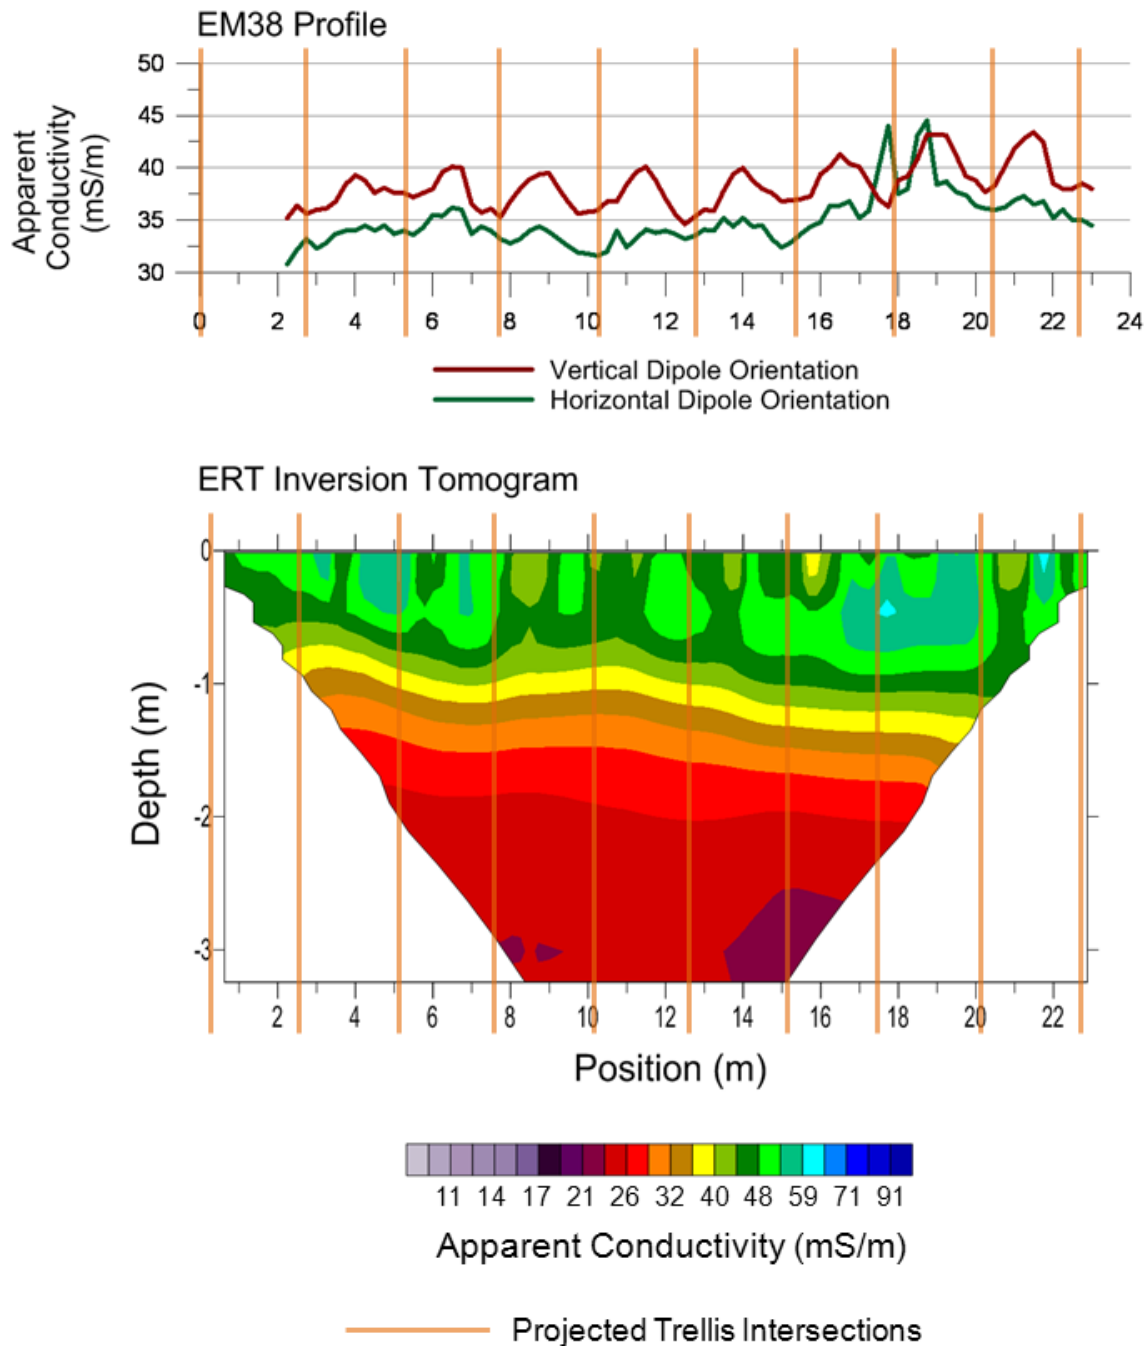 EM38 Profile
Apparent
Conductivity
(mS/m)
50
45
40
35
30
0 2 4 6 8 10 12 14 16 18 20 22 24
Vertical Dipole Orientation
Horizontal Dipole Orientation
ERT Inversion Tomogram
Depth (m)
0
-1
-2
-3
2 4 6 8 10 12 14 16 18 20 22
Position (m)
11 14 17 21 26 32 40 48 59 71 91
Apparent Conductivity (mS/m)
Projected Trellis Intersections